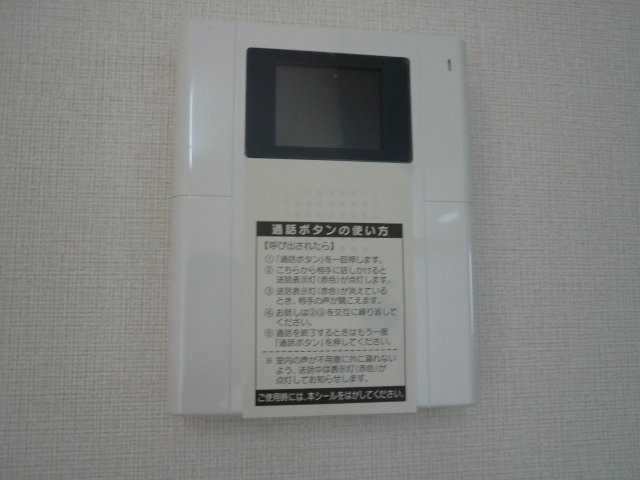 通話ボタンの使い方
【呼び出されたら】
①「通話ボタン」を一回押します。
②こちらから相手に話しかけると
送話表示灯(赤色)が点灯します。
③送話表示灯(赤色)が消えている
とき、相手の声が聞こえます。
④お話しは②③を交互に繰り返して
ください。
⑤通話を終了するときはもう一度
「通話ボタン」を押してください。
※ 室内の声が不用意に外に漏れない
よう、送話中は表示灯(赤色)が
点灯してお知らせします。
ご使用時には、本シールをはがしてください。